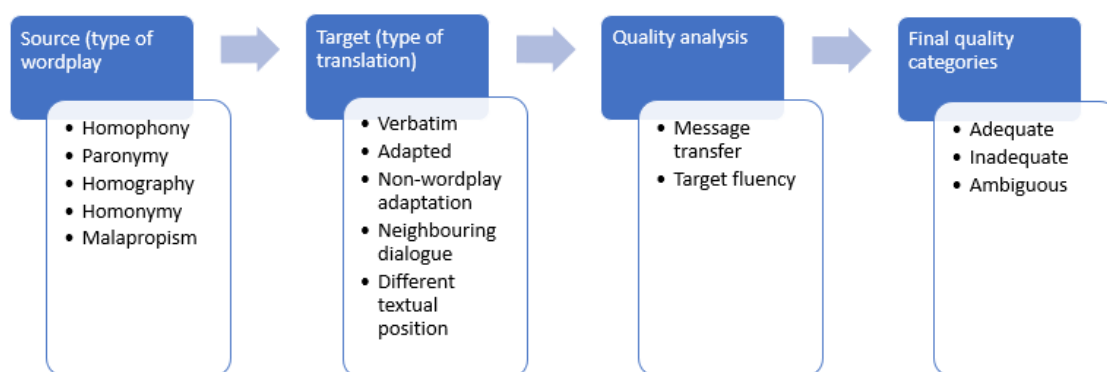 Source (type of
wordplay
• Homophony
• Paronymy
• Homography
• Homonymy
• Malapropism
Target (type of
translation)
• Verbatim
• Adapted
• Non-wordplay
adaptation
• Neighbouring
dialogue
• Different
textual
position
Quality analysis
• Message
transfer
• Target fluency
Final quality
categories
• Adequate
• Inadequate
• Ambiguous